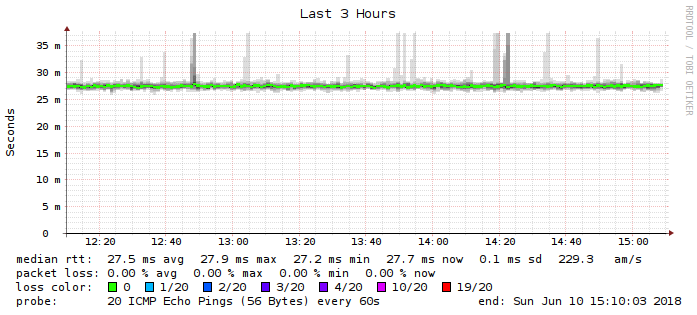 Last 3 Hours
RRDTOOL / TOBI OETIKER
Seconds
35 m
30 m
25 m
20 m
15 m
10 m
5 m
0
12:20 12:40 13:00 13:20 13:40 14:00 14:20 14:40 15:00
median rtt: 27.5 ms avg 27.9 ms max 27.2 ms min 27.7 ms now 0.1 ms sd 229.3 am/s
packet loss: 0.00 % avg 0.00 % max 0.00 % min 0.00 % now
loss color: 0 1/20 2/20 3/20 4/20 10/20 19/20
probe: 20 ICMP Echo Pings (56 Bytes) every 60s end: Sun Jun 10 15:10:03 2018